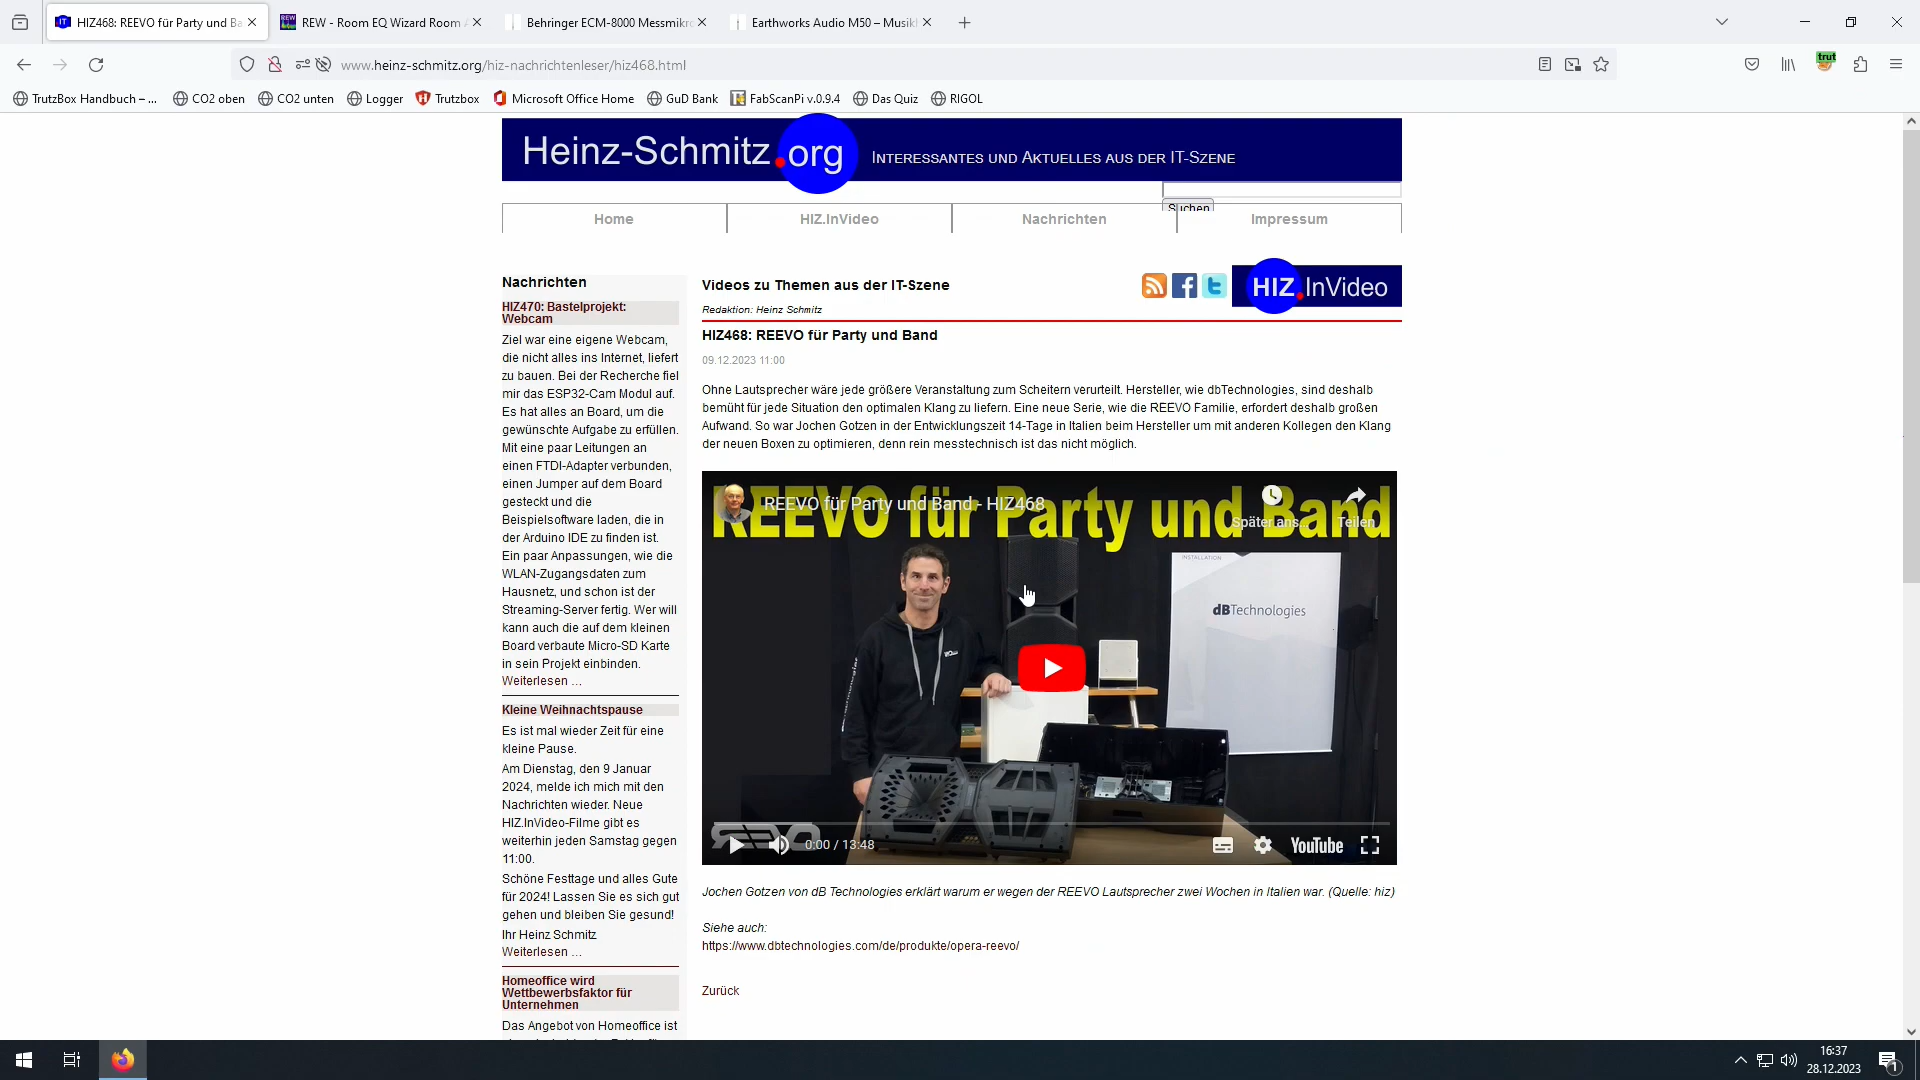 HIZ468: REEVO für Party und Ba
REW - Room EQ Wizard Room A
Behringer ECM-8000 Messmikro
Earthworks Audio M50 – Musikh
www.heinz-schmitz.org/hiz-nachrichtenleser/hiz468.html
trut
TrutzBox Handbuch – ...
CO2 oben
CO2 unten
Logger
Trutzbox
Microsoft Office Home
GuD Bank
FabScanPi v.0.9.4
Das Quiz
RIGOL
Heinz-Schmitz.org
Interessantes und Aktuelles aus der IT-Szene
Suchen
Home
HIZ.InVideo
Nachrichten
Impressum
Nachrichten
HIZ470: Bastelprojekt:
Webcam
Ziel war eine eigene Webcam,
die nicht alles ins Internet, liefert
zu bauen. Bei der Recherche fiel
mir das ESP32-Cam Modul auf.
Es hat alles an Board, um die
gewünschte Aufgabe zu erfüllen.
Mit eine paar Leitungen an
einen FTDI-Adapter verbunden,
einen Jumper auf dem Board
gesteckt und die
Beispielsoftware laden, die in
der Arduino IDE zu finden ist.
Ein paar Anpassungen, wie die
WLAN-Zugangsdaten zum
Hausnetz, und schon ist der
Streaming-Server fertig. Wer will
kann auch die auf dem kleinen
Board verbaute Micro-SD Karte
in sein Projekt einbinden.
Weiterlesen ...
Kleine Weihnachtspause
Es ist mal wieder Zeit für eine
kleine Pause.
Am Dienstag, den 9 Januar
2024, melde ich mich mit den
Nachrichten wieder. Neue
HIZ.InVideo-Filme gibt es
weiterhin jeden Samstag gegen
11:00.
Schöne Festtage und alles Gute
für 2024! Lassen Sie es sich gut
gehen und bleiben Sie gesund!
Ihr Heinz Schmitz
Weiterlesen ...
Homeoffice wird
Wettbewerbsfaktor für
Unternehmen
Das Angebot von Homeoffice ist
Videos zu Themen aus der IT-Szene
HIZ.InVideo
Redaktion: Heinz Schmitz
HIZ468: REEVO für Party und Band
09.12.2023 11:00
Ohne Lautsprecher wäre jede größere Veranstaltung zum Scheitern verurteilt. Hersteller, wie dbTechnologies, sind deshalb
bemüht für jede Situation den optimalen Klang zu liefern. Eine neue Serie, wie die REEVO Familie, erfordert deshalb großen
Aufwand. So war Jochen Gotzen in der Entwicklungszeit 14-Tage in Italien beim Hersteller um mit anderen Kollegen den Klang
der neuen Boxen zu optimieren, denn rein messtechnisch ist das nicht möglich.
REEVO für Party und Band
REEVO für Party und Band - HIZ468
Später ans...
Teilen
INSTALLATION
dBTechnologies
REEVO
0:00 / 13:48
YouTube
Jochen Gotzen von dB Technologies erklärt warum er wegen der REEVO Lautsprecher zwei Wochen in Italien war. (Quelle: hiz)
Siehe auch:
https://www.dbtechnologies.com/de/produkte/opera-reevo/
Zurück
16:37
28.12.2023
1